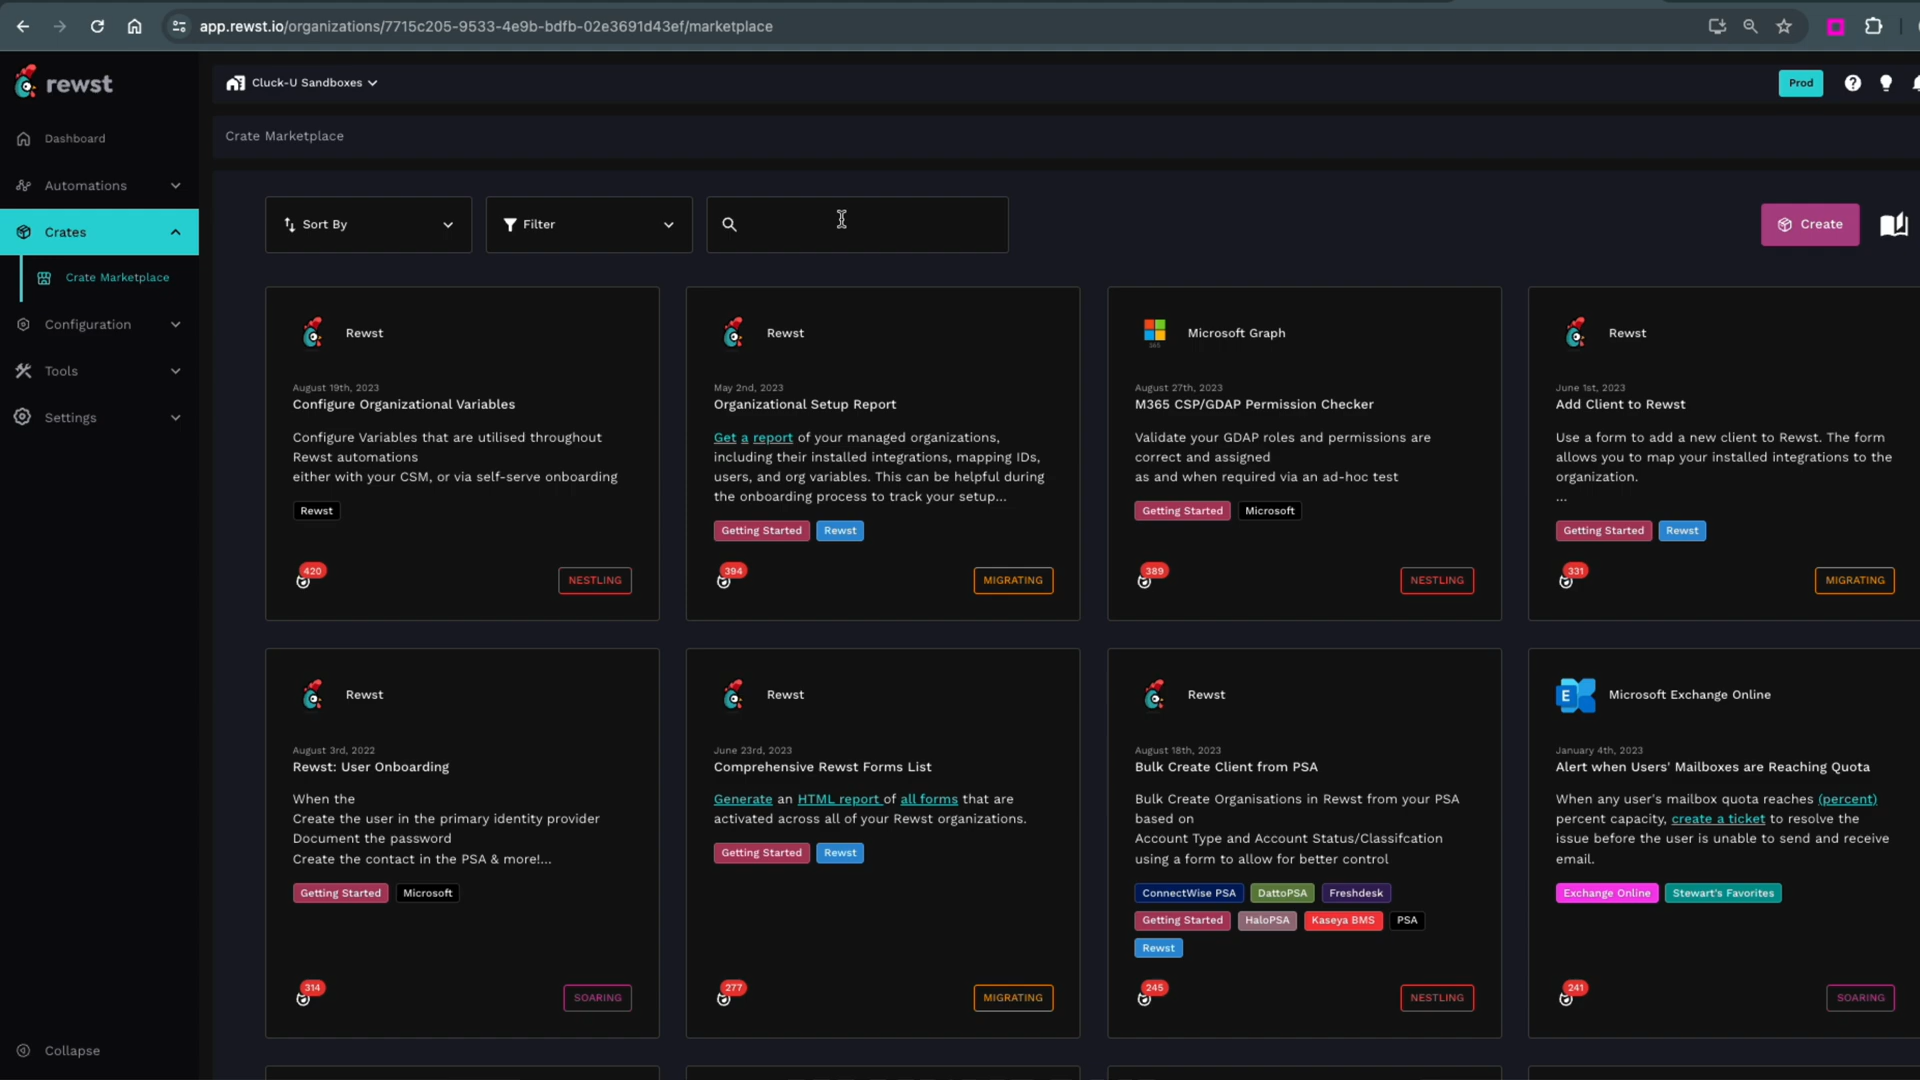 app.rewst.io/organizations/7715c205-9533-4e9b-bdfb-02e3691d43ef/marketplace
rewst
Cluck-U Sandboxes
Prod
Dashboard
Automations
Crates
Crate Marketplace
Configuration
Tools
Settings
Collapse
Crate Marketplace
Sort By
Filter
Create
Rewst
August 19th, 2023
Configure Organizational Variables
Configure Variables that are utilised throughout
Rewst automations
either with your CSM, or via self-serve onboarding
Rewst
420
NESTLING
Rewst
May 2nd, 2023
Organizational Setup Report
Get a report of your managed organizations,
including their installed integrations, mapping IDs,
users, and org variables. This can be helpful during
the onboarding process to track your setup...
Getting Started Rewst
394
MIGRATING
365
Microsoft Graph
August 27th, 2023
M365 CSP/GDAP Permission Checker
Validate your GDAP roles and permissions are
correct and assigned
as and when required via an ad-hoc test
Getting Started Microsoft
389
NESTLING
Rewst
June 1st, 2023
Add Client to Rewst
Use a form to add a new client to Rewst. The form
allows you to map your installed integrations to the
organization.
...
Getting Started Rewst
331
MIGRATING
Rewst
August 3rd, 2022
Rewst: User Onboarding
When the
Create the user in the primary identity provider
Document the password
Create the contact in the PSA & more!...
Getting Started Microsoft
314
SOARING
Rewst
June 23rd, 2023
Comprehensive Rewst Forms List
Generate an HTML report of all forms that are
activated across all of your Rewst organizations.
Getting Started Rewst
277
MIGRATING
Rewst
August 18th, 2023
Bulk Create Client from PSA
Bulk Create Organisations in Rewst from your PSA
based on
Account Type and Account Status/Classifcation
using a form to allow for better control
ConnectWise PSA DattoPSA Freshdesk
Getting Started HaloPSA Kaseya BMS PSA
Rewst
245
NESTLING
E
Microsoft Exchange Online
January 4th, 2023
Alert when Users' Mailboxes are Reaching Quota
When any user's mailbox quota reaches (percent)
percent capacity, create a ticket to resolve the
issue before the user is unable to send and receive
email.
Exchange Online Stewart's Favorites
241
SOARING